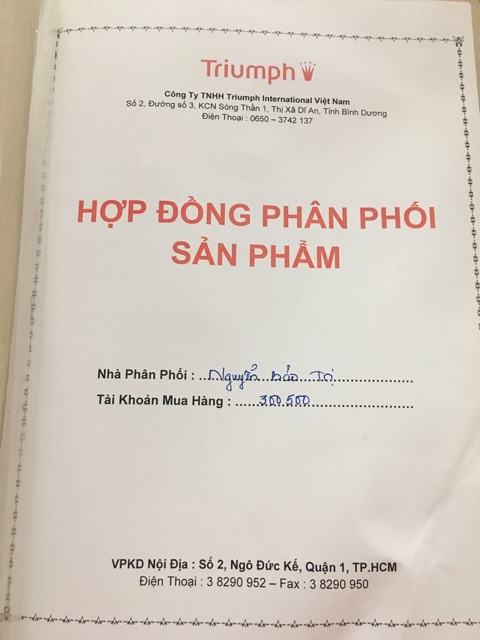 Triumph
Công Ty TNHH Triumph International Việt Nam
Số 2, Đường số 3, KCN Sóng Thần 1, Thị Xã Dĩ An, Tỉnh Bình Dương
Điện Thoại : 0650 – 3742 137
HỢP ĐỒNG PHÂN PHỐI
SẢN PHẨM
Nhà Phân Phối : Nguyễn Bảo Trị
Tài Khoản Mua Hàng : 300.500
VPKD Nội Địa : Số 2, Ngô Đức Kế, Quận 1, TP.HCM
Điện Thoại : 3 8290 952 – Fax : 3 8290 950